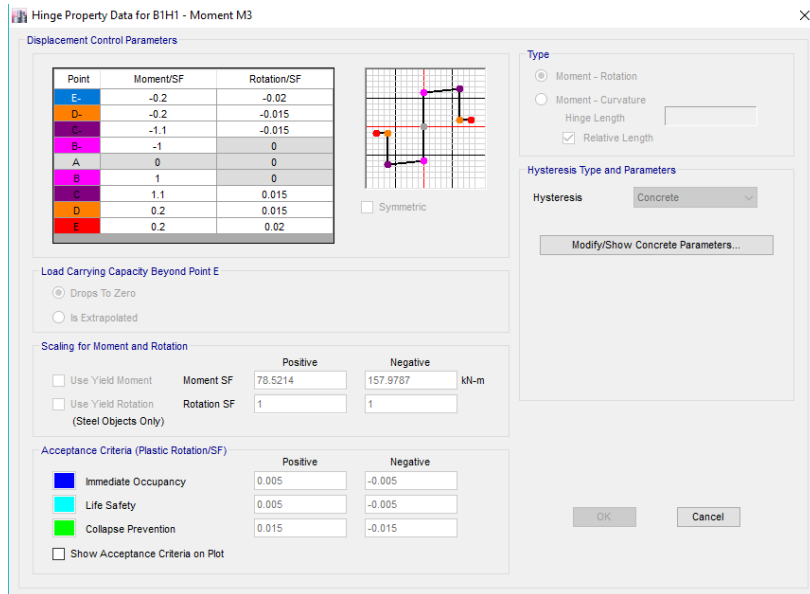 Hinge Property Data for B1H1 - Moment M3
Displacement Control Parameters
Point Moment/SF Rotation/SF
E- -0.2 -0.02
D- -0.2 -0.015
C- -1.1 -0.015
B- -1 0
A 0 0
B 1 0
C 1.1 0.015
D 0.2 0.015
E 0.2 0.02
Symmetric
Load Carrying Capacity Beyond Point E
Drops To Zero
Is Extrapolated
Scaling for Moment and Rotation
Positive Negative
Use Yield Moment Moment SF 78.5214 157.9787 kN-m
Use Yield Rotation Rotation SF 1 1
(Steel Objects Only)
Acceptance Criteria (Plastic Rotation/SF)
Positive Negative
Immediate Occupancy 0.005 -0.005
Life Safety 0.005 -0.005
Collapse Prevention 0.015 -0.015
Show Acceptance Criteria on Plot
Type
Moment - Rotation
Moment - Curvature
Hinge Length
Relative Length
Hysteresis Type and Parameters
Hysteresis Concrete
Modify/Show Concrete Parameters...
OK Cancel